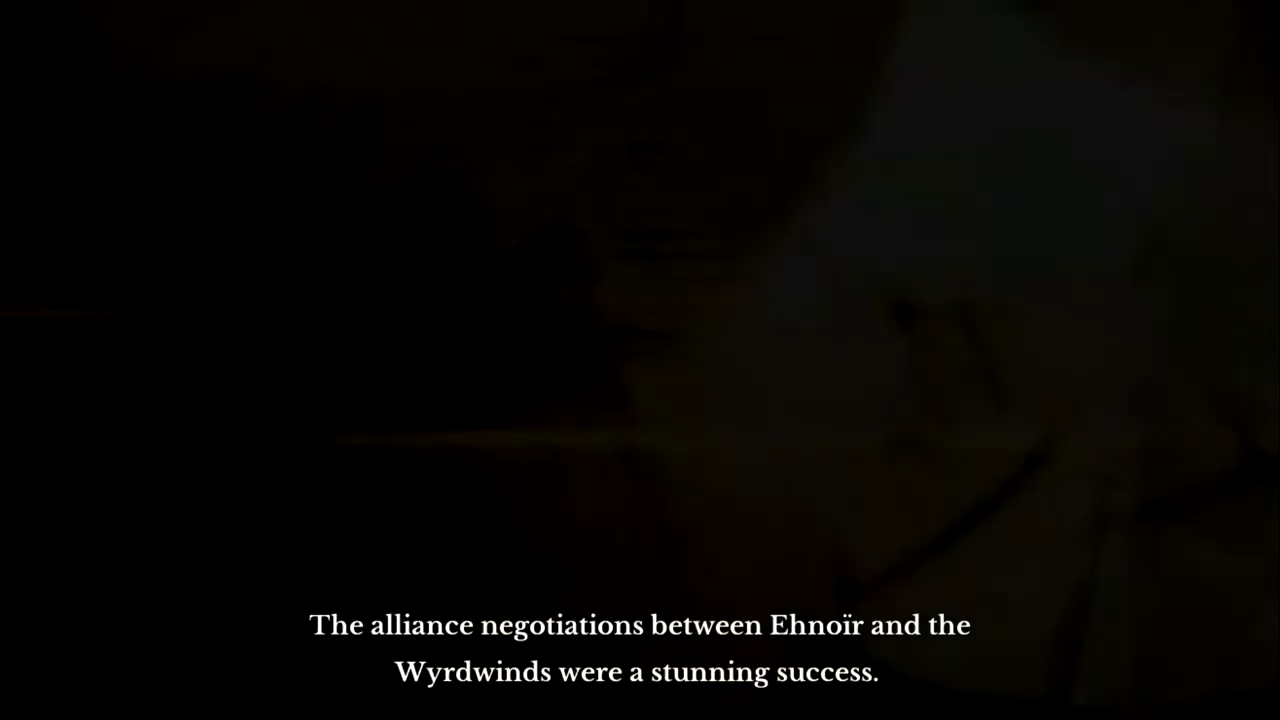 The alliance negotiations between Ehnoïr and the
Wyrdwinds were a stunning success.